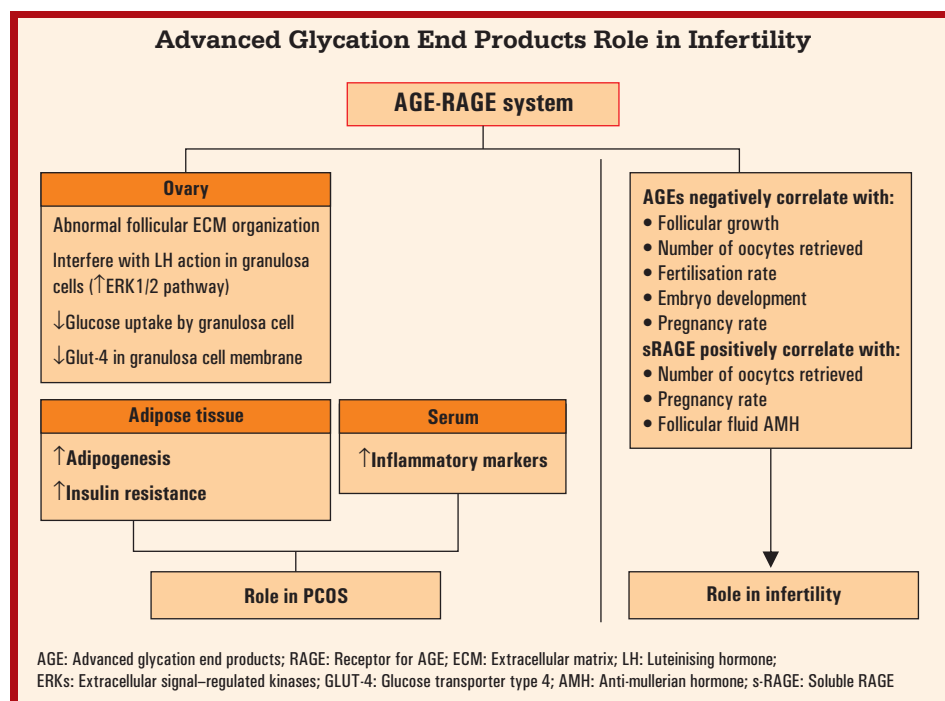 Advanced Glycation End Products Role in Infertility
AGE-RAGE system
Ovary
Abnormal follicular ECM organization
Interfere with LH action in granulosa
cells (↑ERK1/2 pathway)
↓Glucose uptake by granulosa cell
↓Glut-4 in granulosa cell membrane
Adipose tissue
↑Adipogenesis
↑Insulin resistance
Serum
↑Inflammatory markers
Role in PCOS
AGEs negatively correlate with:
• Follicular growth
• Number of oocytes retrieved
• Fertilisation rate
• Embryo development
• Pregnancy rate
sRAGE positively correlate with:
• Number of oocytcs retrieved
• Pregnancy rate
• Follicular fluid AMH
Role in infertility
AGE: Advanced glycation end products; RAGE: Receptor for AGE; ECM: Extracellular matrix; LH: Luteinising hormone;
ERKs: Extracellular signal–regulated kinases; GLUT-4: Glucose transporter type 4; AMH: Anti-mullerian hormone; s-RAGE: Soluble RAGE